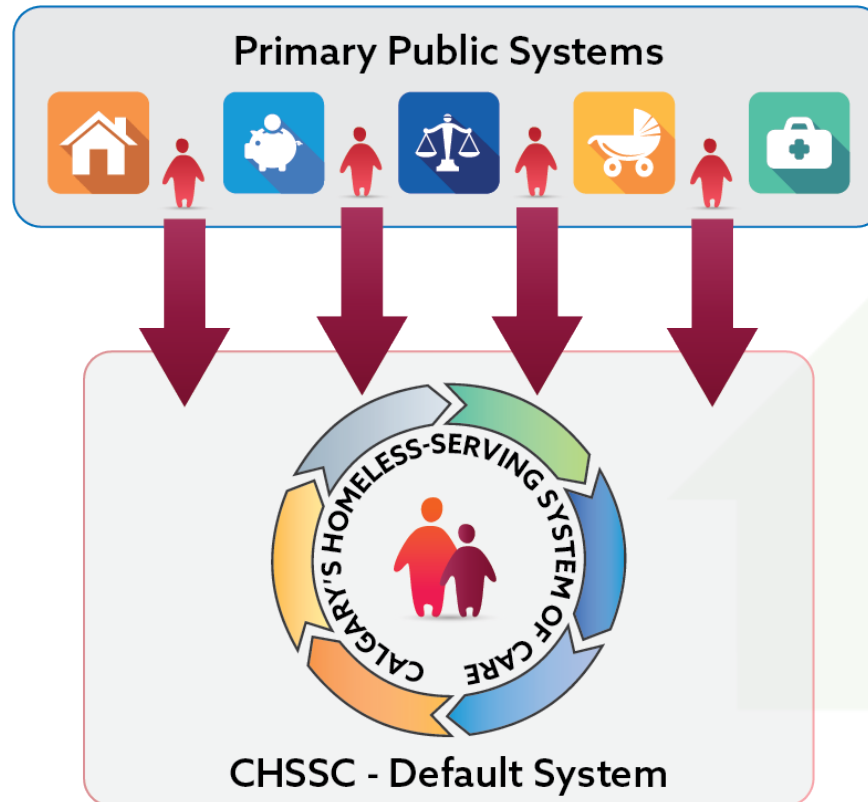 Primary Public Systems
CALGARY'S HOMELESS-SERVING SYSTEM OF CARE
CHSSC - Default System